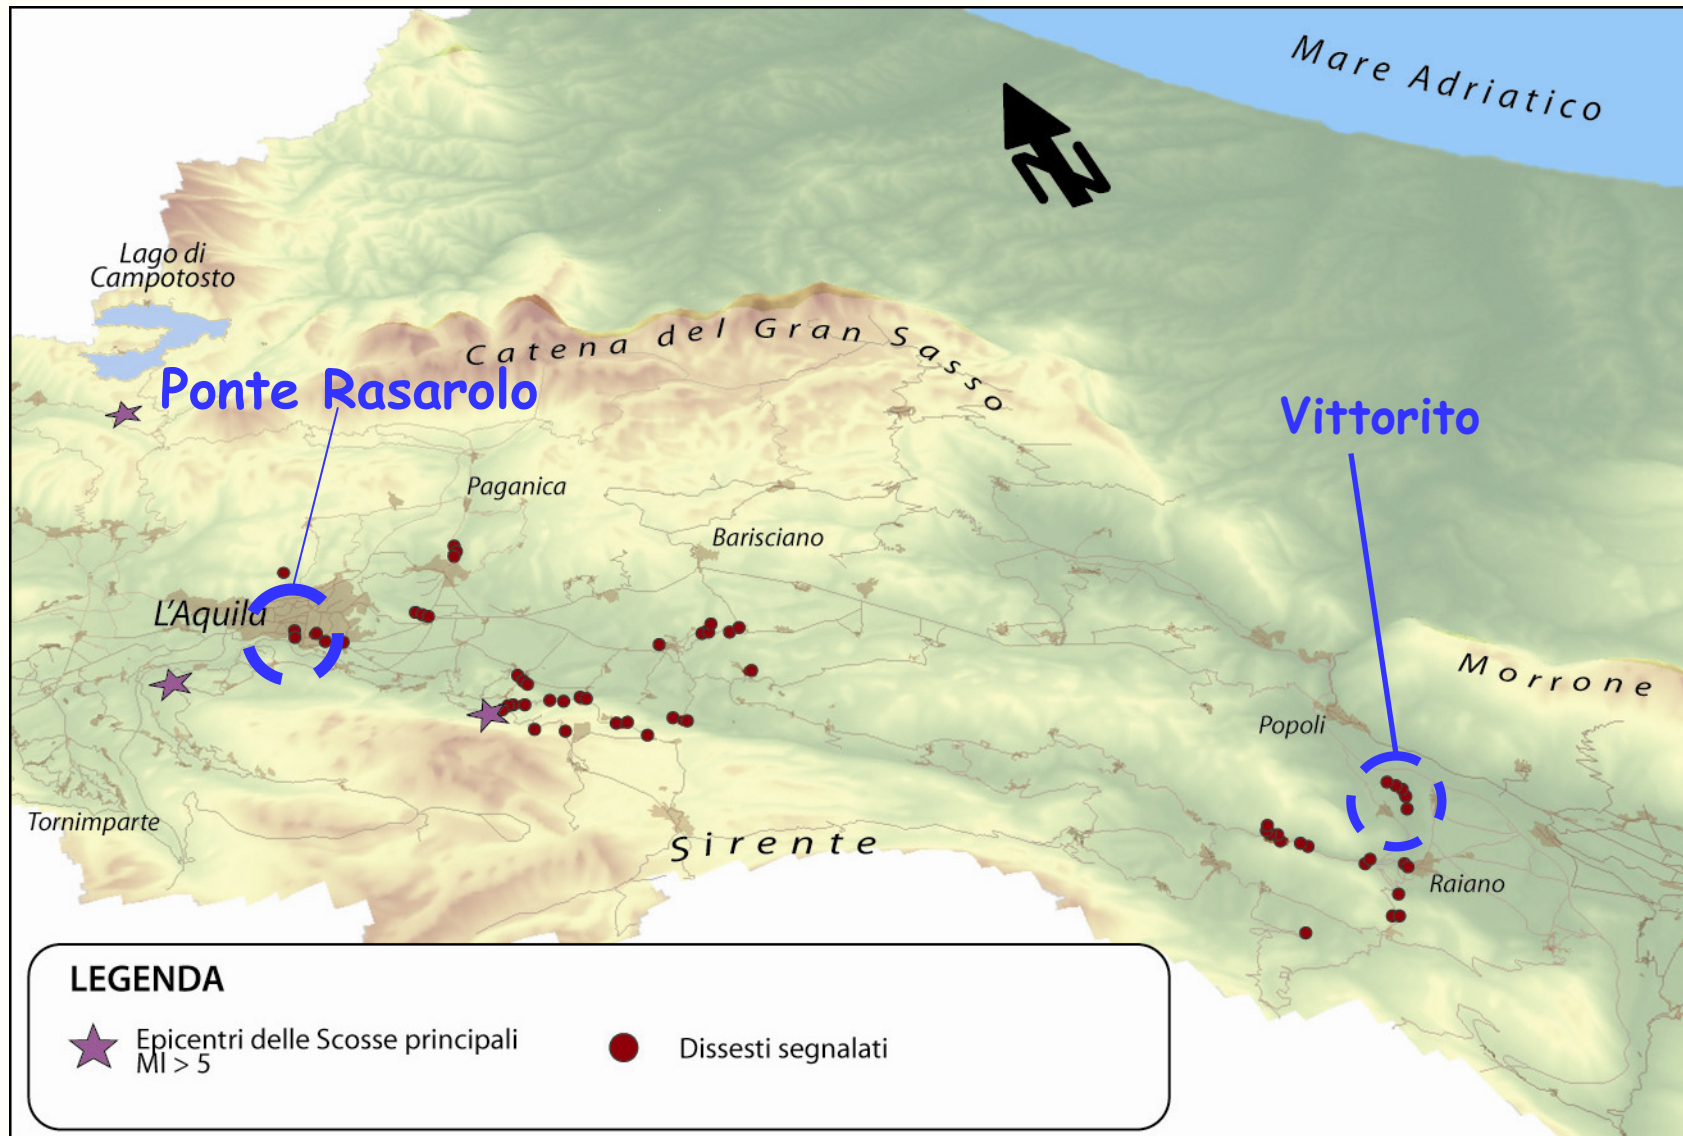 Mare Adriatico
N
Lago di
Campotosto
Catena del Gran Sasso
Ponte Rasarolo
Vittorito
Paganica
Barisciano
L'Aquila
Morrone
Popoli
Tornimparte
Sirente
Raiano
LEGENDA
Epicentri delle Scosse principali
Ml > 5
Dissesti segnalati